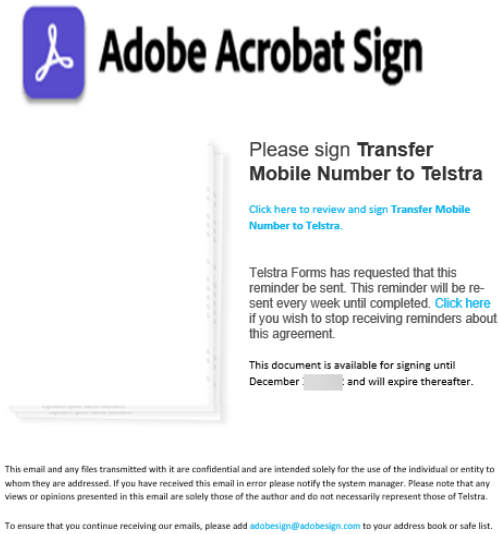 Adobe Acrobat Sign
Please sign Transfer
Mobile Number to Telstra
Click here to review and sign Transfer Mobile
Number to Telstra.
Telstra Forms has requested that this
reminder be sent. This reminder will be re-
sent every week until completed. Click here
if you wish to stop receiving reminders about
this agreement.
This document is available for signing until
December and will expire thereafter.
This email and any files transmitted with it are confidential and are intended solely for the use of the individual or entity to
whom they are addressed. If you have received this email in error please notify the system manager. Please note that any
views or opinions presented in this email are solely those of the author and do not necessarily represent those of Telstra.
To ensure that you continue receiving our emails, please add adobesign@adobesign.com to your address book or safe list.